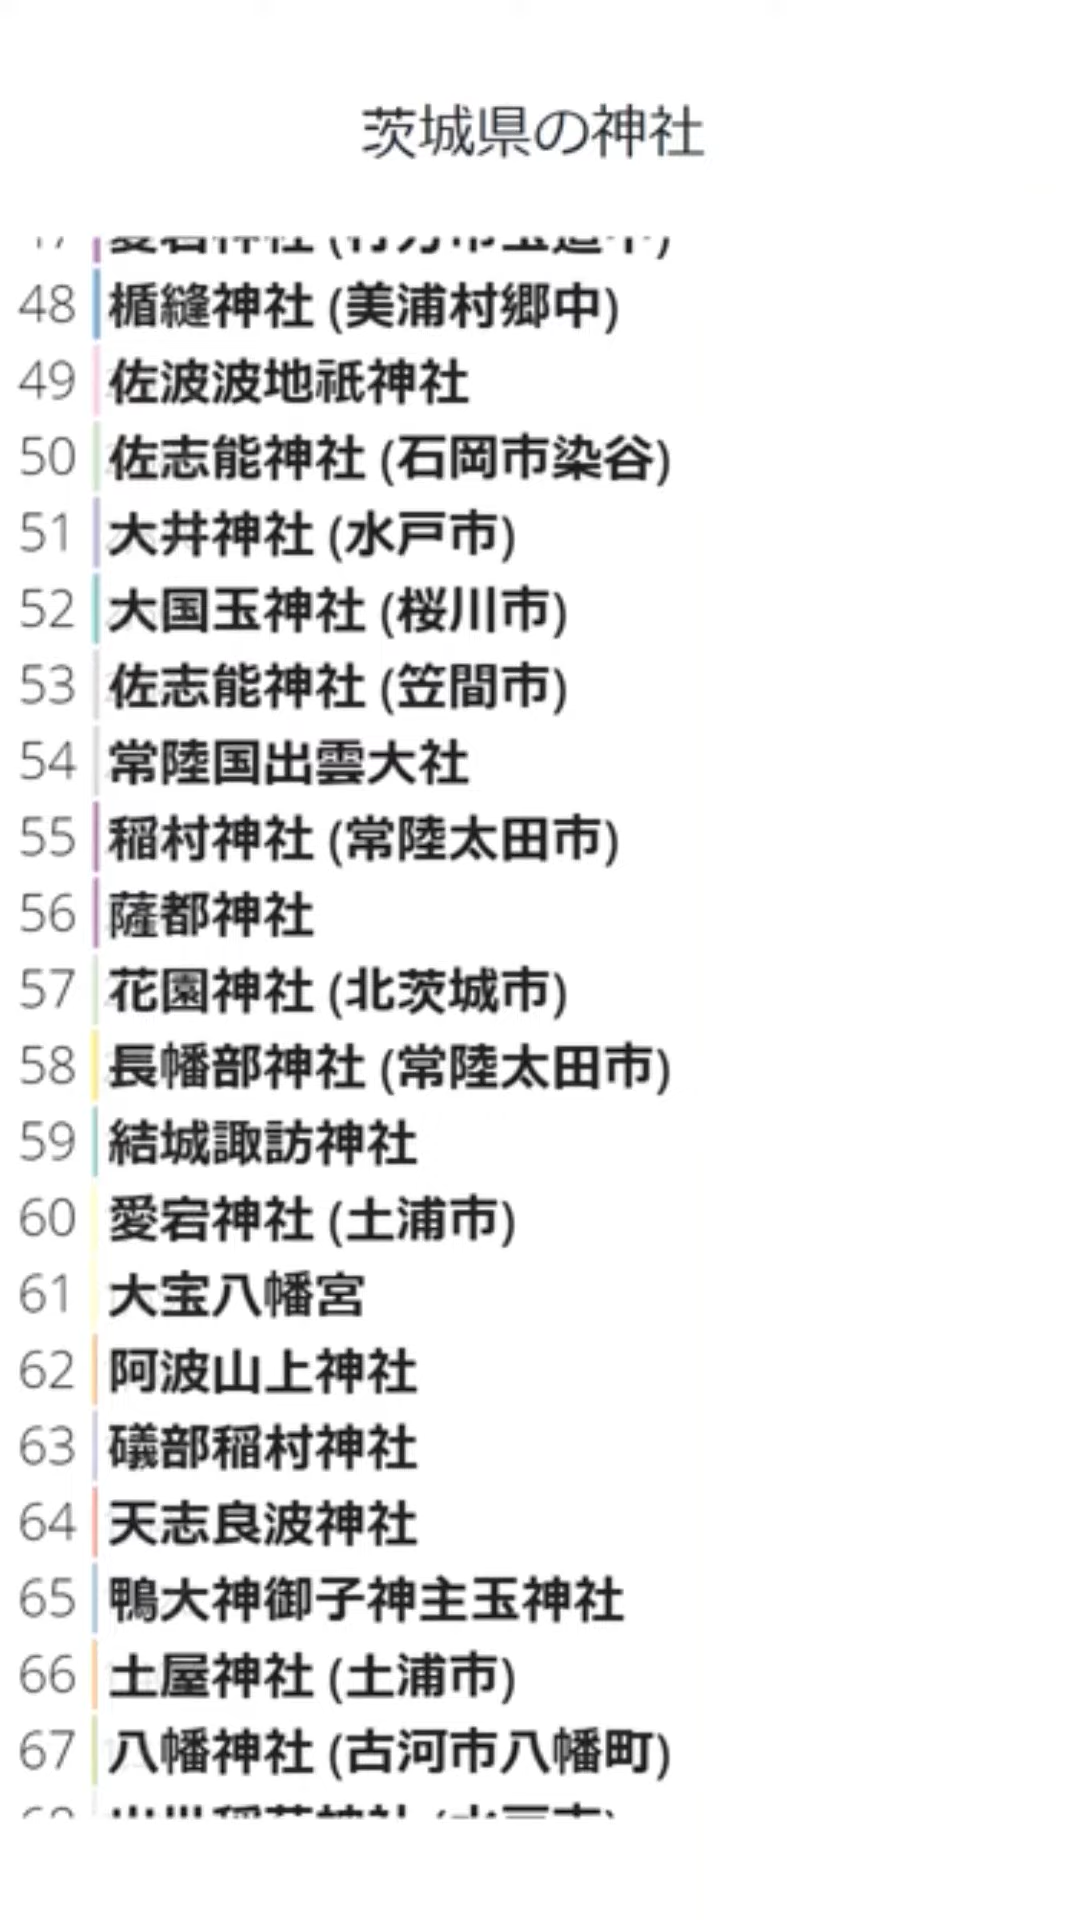 茨城県の神社
48 楯縫神社 (美浦村郷中)
49 佐波波地祇神社
50 佐志能神社 (石岡市染谷)
51 大井神社 (水戸市)
52 大国玉神社 (桜川市)
53 佐志能神社 (笠間市)
54 常陸国出雲大社
55 稲村神社 (常陸太田市)
56 薩都神社
57 花園神社 (北茨城市)
58 長幡部神社 (常陸太田市)
59 結城諏訪神社
60 愛宕神社 (土浦市)
61 大宝八幡宮
62 阿波山上神社
63 礒部稲村神社
64 天志良波神社
65 鴨大神御子神主玉神社
66 土屋神社 (土浦市)
67 八幡神社 (古河市八幡町)